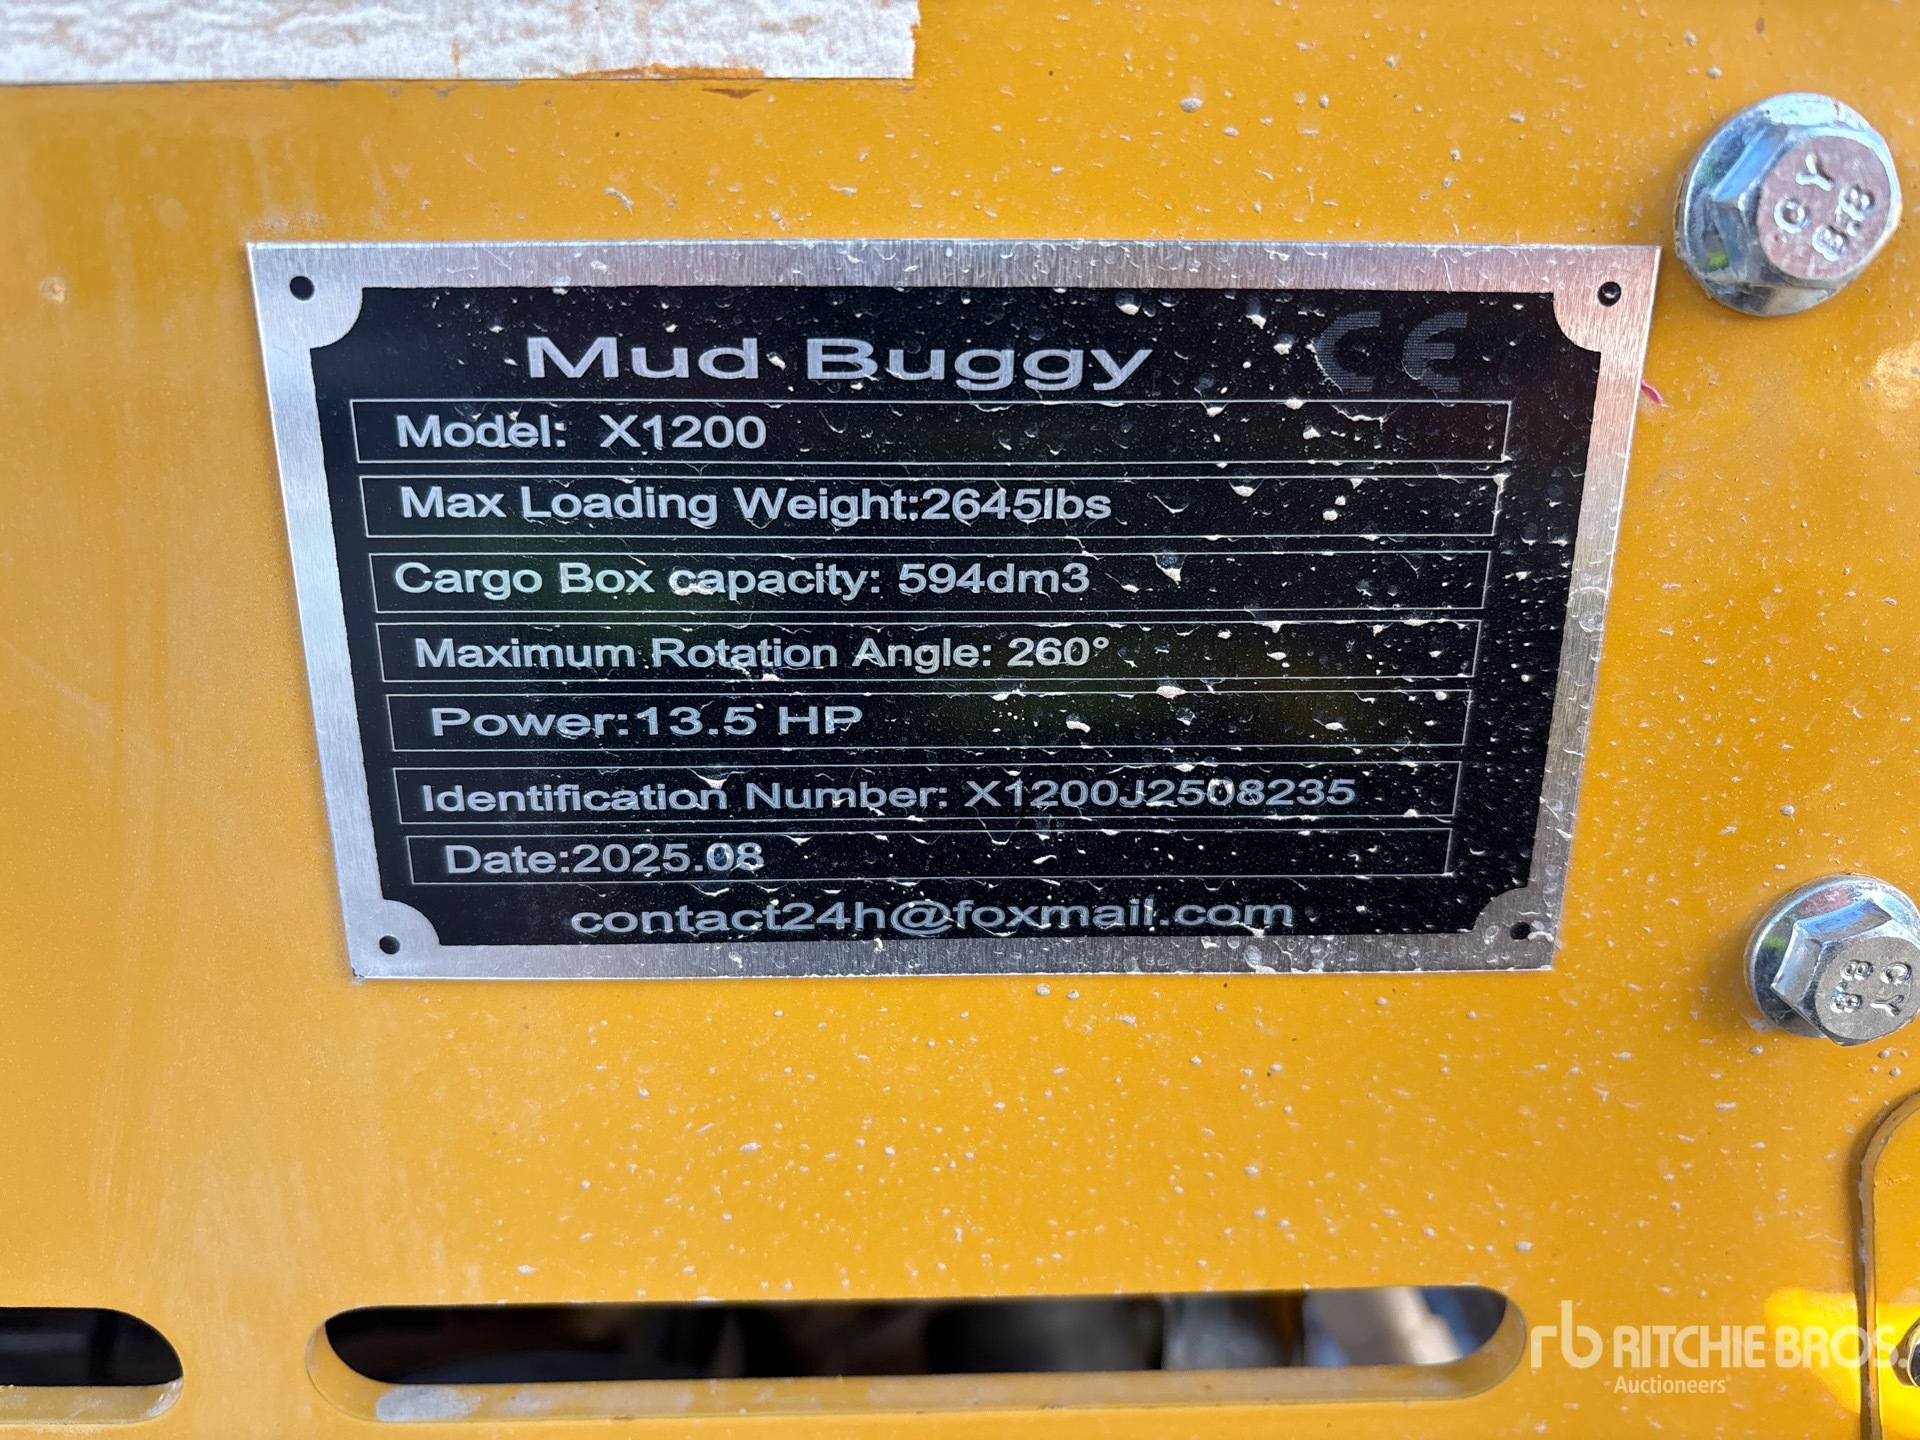 Mud Buggy CE
Model: X1200
Max Loading Weight:2645lbs
Cargo Box capacity: 594dm3
Maximum Rotation Angle: 260°
Power:13.5 HP
Identification Number: X1200J2508235
Date:2025.08
contact24h@foxmail.com
CY
8.8
CY
8.8
rb RITCHIE BROS.
Auctioneers